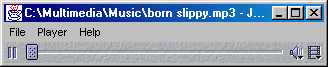 C:\Multimedia\Music\born slippy.mp3 - J...
File Player Help